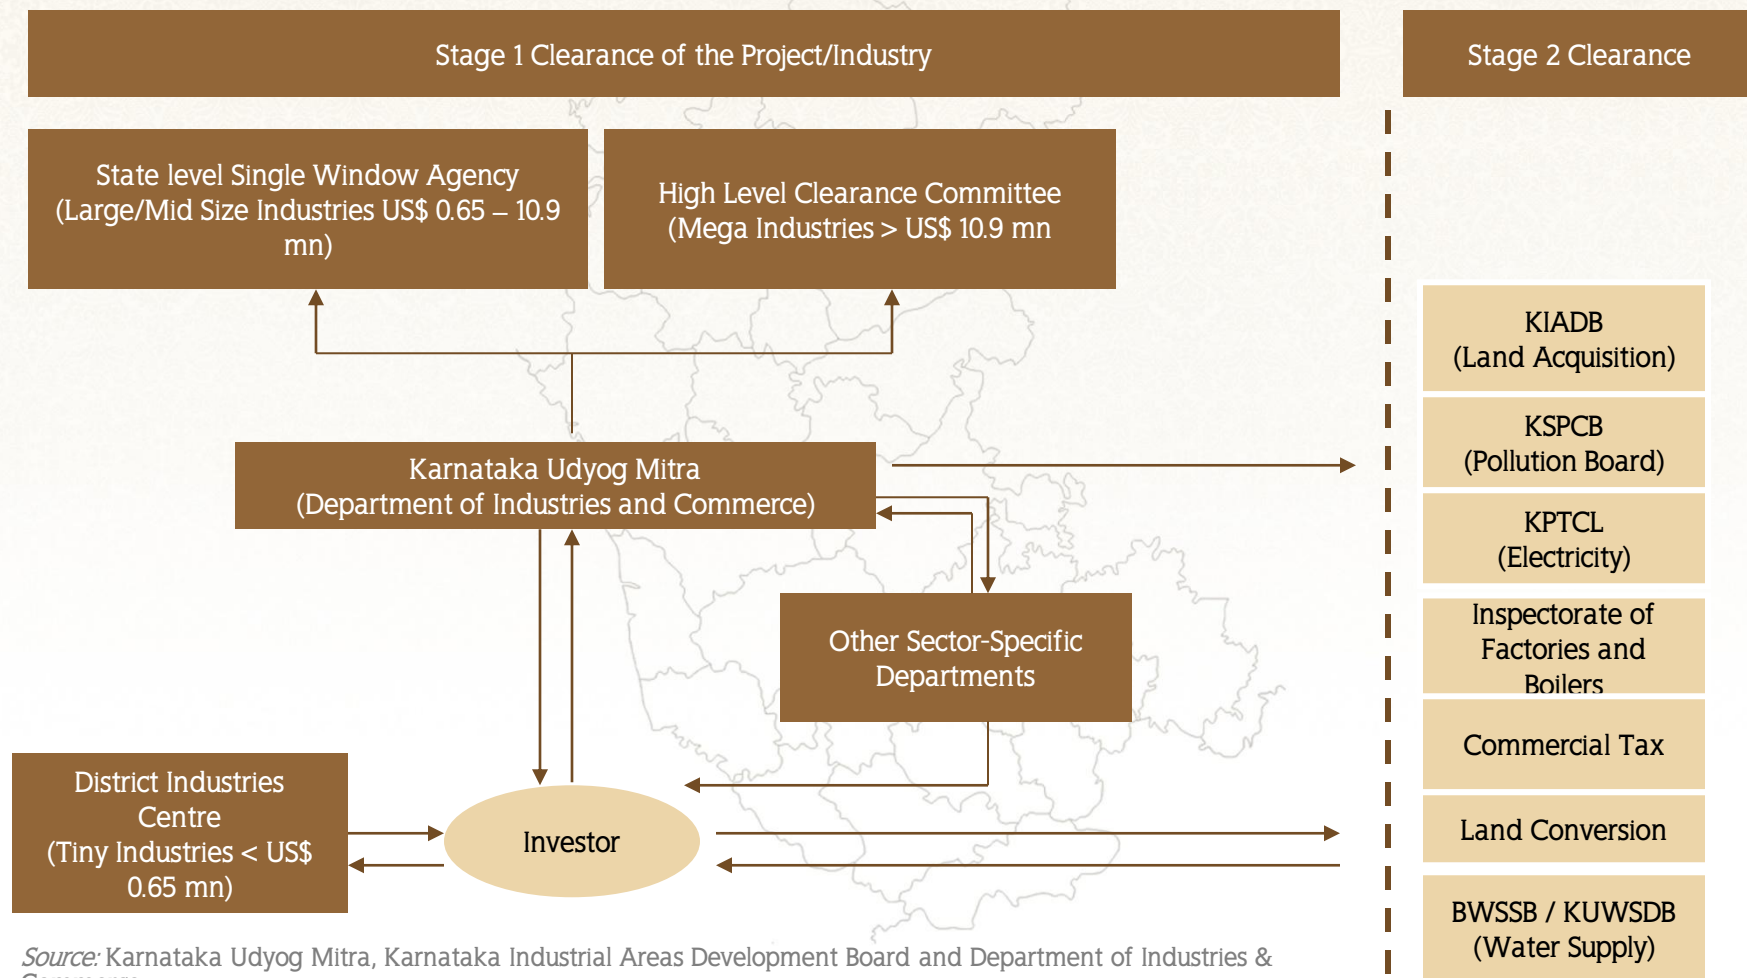 Stage 1 Clearance of the Project/Industry
Stage 2 Clearance
State level Single Window Agency
(Large/Mid Size Industries US$ 0.65 – 10.9
mn)
High Level Clearance Committee
(Mega Industries > US$ 10.9 mn
KIADB
(Land Acquisition)
KSPCB
(Pollution Board)
Karnataka Udyog Mitra
(Department of Industries and Commerce)
KPTCL
(Electricity)
Inspectorate of
Factories and
Boilers
Other Sector-Specific
Departments
Commercial Tax
District Industries
Centre
(Tiny Industries < US$
0.65 mn)
Investor
Land Conversion
BWSSB / KUWSDB
(Water Supply)
Source: Karnataka Udyog Mitra, Karnataka Industrial Areas Development Board and Department of Industries &